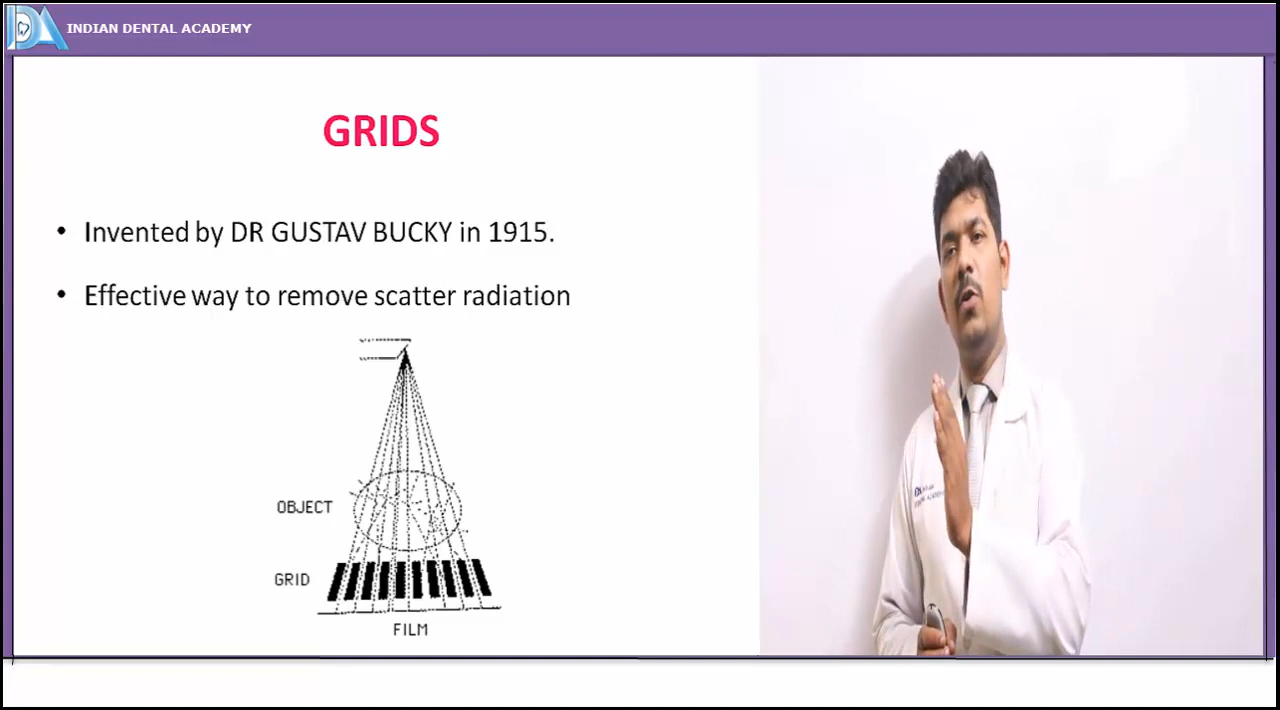 INDIAN DENTAL ACADEMY
GRIDS
• Invented by DR GUSTAV BUCKY in 1915.
• Effective way to remove scatter radiation
OBJECT
GRID
FILM